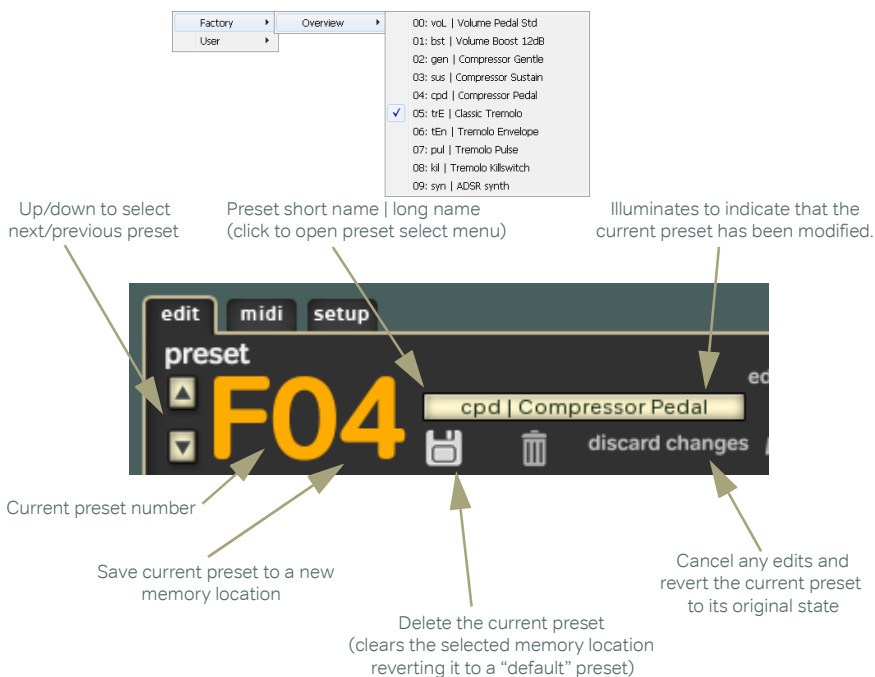 Factory
User
Overview
00: voL | Volume Pedal Std
01: bst | Volume Boost 12dB
02: gen | Compressor Gentle
03: sus | Compressor Sustain
04: cpd | Compressor Pedal
05: trE | Classic Tremolo
06: tEn | Tremolo Envelope
07: pul | Tremolo Pulse
08: kil | Tremolo Killswitch
09: syn | ADSR synth
Up/down to select
next/previous preset
Preset short name | long name
(click to open preset select menu)
Illuminates to indicate that the
current preset has been modified.
edit midi setup
preset
ed
F04
cpd | Compressor Pedal
discard changes
Current preset number
Save current preset to a new
memory location
Delete the current preset
(clears the selected memory location
reverting it to a “default” preset)
Cancel any edits and
revert the current preset
to its original state